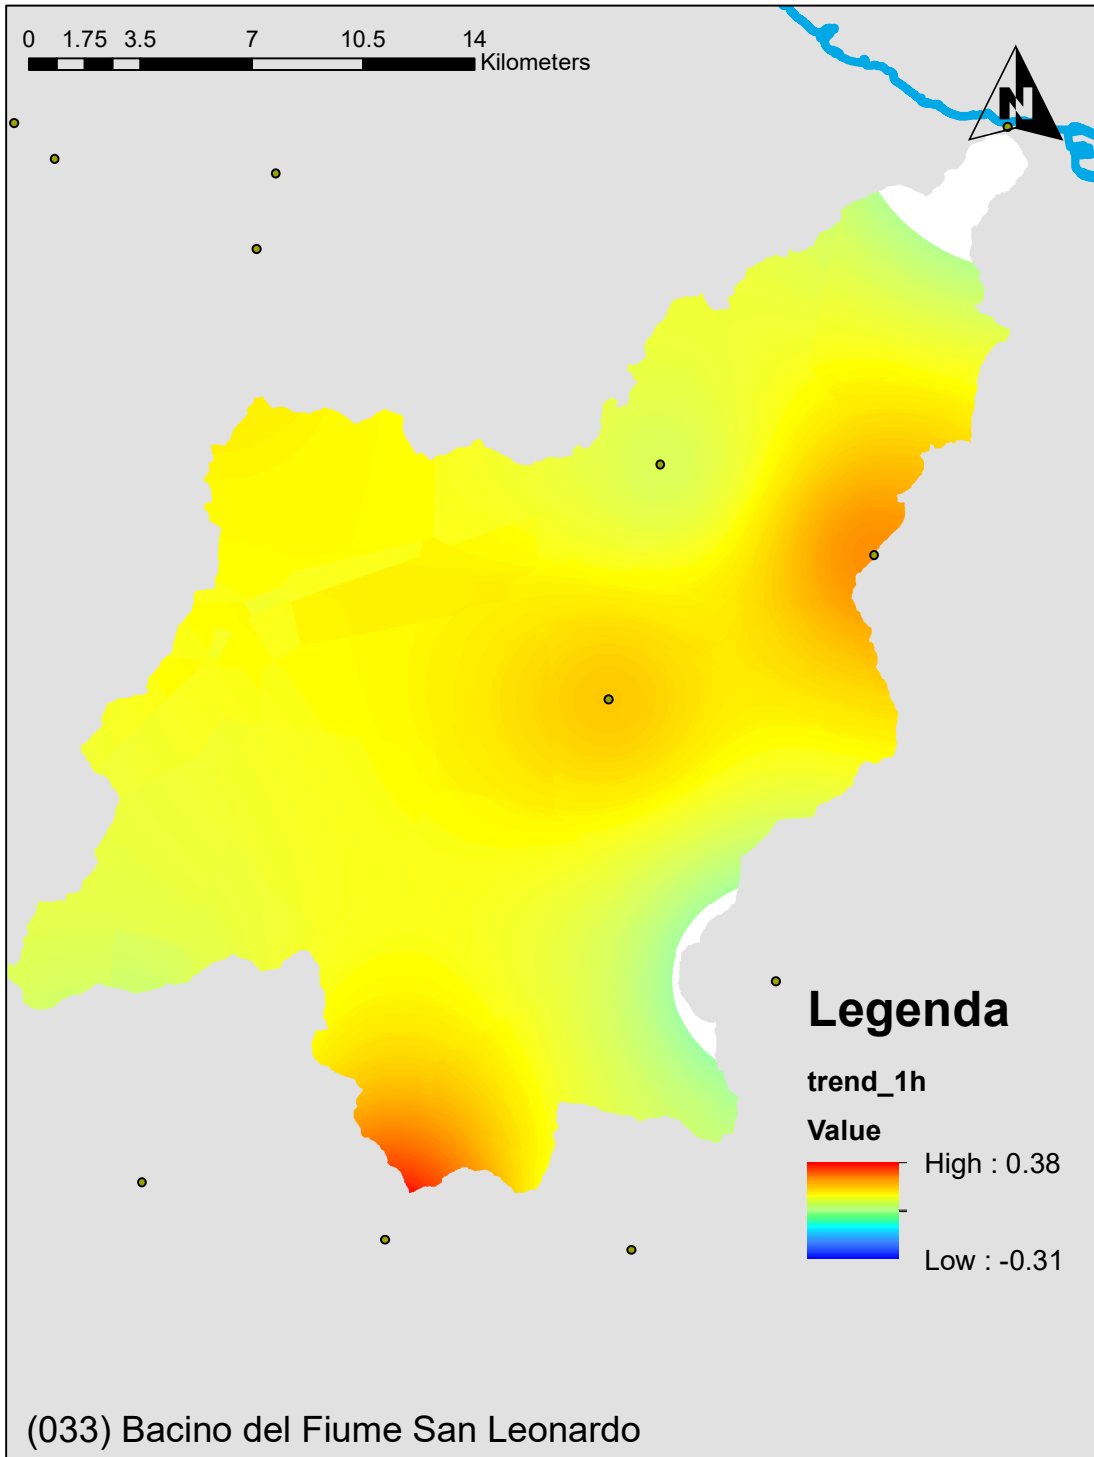 0 1.75 3.5 7 10.5 14
Kilometers
N
Legenda
trend_1h
Value
High : 0.38
Low : -0.31
(033) Bacino del Fiume San Leonardo